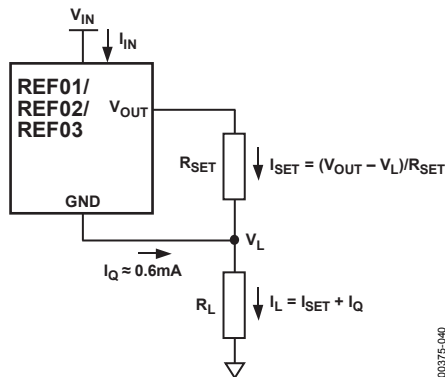 V_IN
I_IN
REF01/
REF02/
REF03
V_OUT
R_SET
I_SET = (V_OUT – V_L)/R_SET
GND
V_L
I_Q ≈ 0.6mA
R_L
I_L = I_SET + I_Q
00375-040